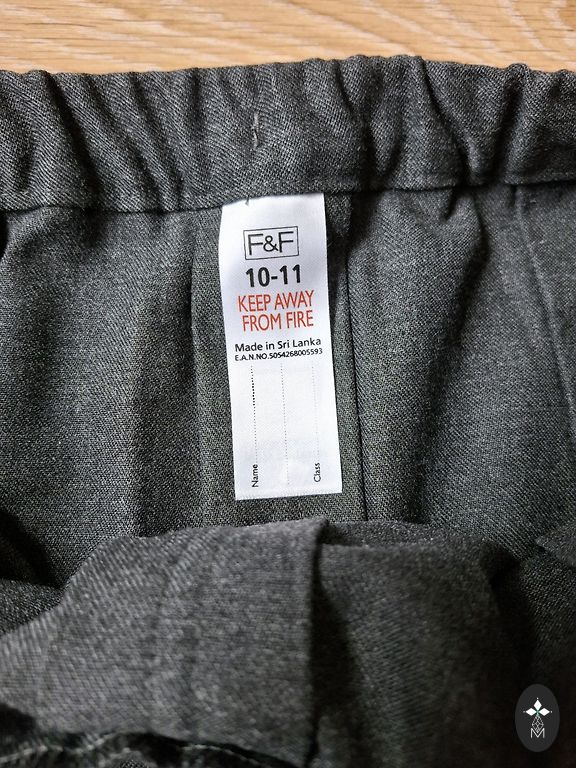 F&F
10-11
KEEP AWAY
FROM FIRE
Made in Sri Lanka
E.A.N.NO.5054268005593
Name
Class